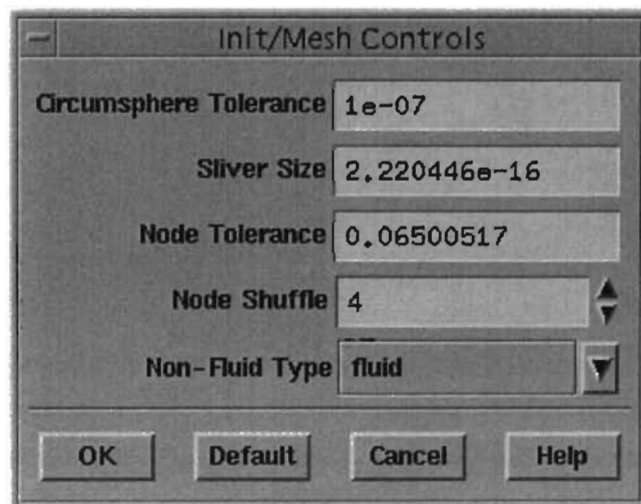 Init/Mesh Controls
Circumsphere Tolerance 1e-07
Sliver Size 2.220446e-16
Node Tolerance 0.06500517
Node Shuffle 4
Non-Fluid Type fluid
OK Default Cancel Help